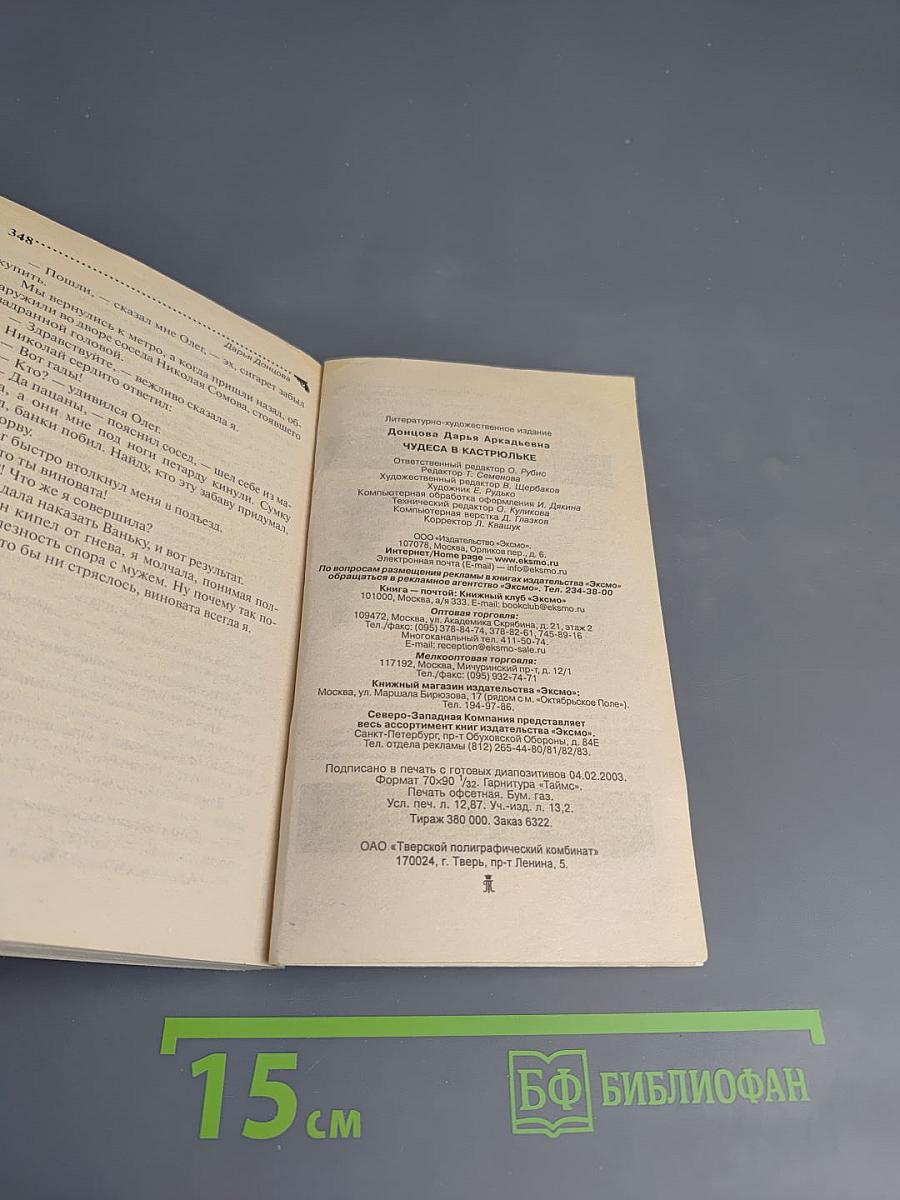 348
Дарья Донцова
— Пошли, — сказал мне Олег, — эх, сигарет забыл
купить.
Мы вернулись к метро, а когда пришли назад, об-
аружили во дворе соседа Николая Сомова, стоявшего
задранной головой.
— Здравствуйте, — вежливо сказала я.
Николай сердито ответил:
— Вот гады!
— Кто? — удивился Олег.
— Да пацаны, — пояснил сосед, — шел себе из ма-
а, а они мне под ноги петарду кинули. Сумку
л, банки побил. Найду, кто эту забаву придумал,
орву.
г быстро втолкнул меня в подъезд.
то ты виновата!
! Что же я совершила?
дала наказать Ваньку, и вот результат.
н кипел от гнева, я молчала, понимая пол-
лезность спора с мужем. Ну почему так по-
то бы ни стряслось, виновата всегда я.
Литературно-художественное издание
Донцова Дарья Аркадьевна
ЧУДЕСА В КАСТРЮЛЬКЕ
Ответственный редактор О. Рубис
Редактор Т. Семенова
Художественный редактор В. Щербаков
Художник Е. Рудько
Компьютерная обработка оформления И. Дякина
Технический редактор О. Куликова
Компьютерная верстка Д. Глазков
Корректор Л. Квашук
ООО «Издательство «Эксмо».
107078, Москва, Орликов пер., д. 6.
Интернет/Home page — www.eksmo.ru
Электронная почта (E-mail) — info@eksmo.ru
По вопросам размещения рекламы в книгах издательства «Эксмо»
обращаться в рекламное агентство «Эксмо». Тел. 234-38-00
Книга — почтой: Книжный клуб «Эксмо»
101000, Москва, а/я 333. E-mail: bookclub@eksmo.ru
Оптовая торговля:
109472, Москва, ул. Академика Скрябина, д. 21, этаж 2
Тел./факс: (095) 378-84-74, 378-82-61, 745-89-16
Многоканальный тел. 411-50-74.
E-mail: reception@eksmo-sale.ru
Мелкооптовая торговля:
117192, Москва, Мичуринский пр-т, д. 12/1
Тел./факс: (095) 932-74-71
Книжный магазин издательства «Эксмо»:
Москва, ул. Маршала Бирюзова, 17 (рядом с м. «Октябрьское Поле»).
Тел. 194-97-86.
Северо-Западная Компания представляет
весь ассортимент книг издательства «Эксмо».
Санкт-Петербург, пр-т Обуховской Обороны, д. 84Е
Тел. отдела рекламы (812) 265-44-80/81/82/83.
Подписано в печать с готовых диапозитивов 04.02.2003.
Формат 70×90 1/32. Гарнитура «Таймс».
Печать офсетная. Бум. газ.
Усл. печ. л. 12,87. Уч.-изд. л. 13,2.
Тираж 380 000. Заказ 6322.
ОАО «Тверской полиграфический комбинат»
170024, г. Тверь, пр-т Ленина, 5.
15 см
БФ БИБЛИОФАН